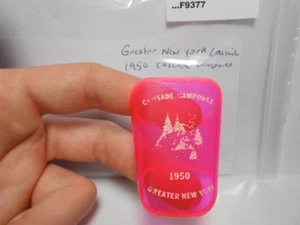 ...F9377
Greater New York Council
1950 Crusade Camporee
CRUSADE CAMPOREE
1950
GREATER NEW YORK